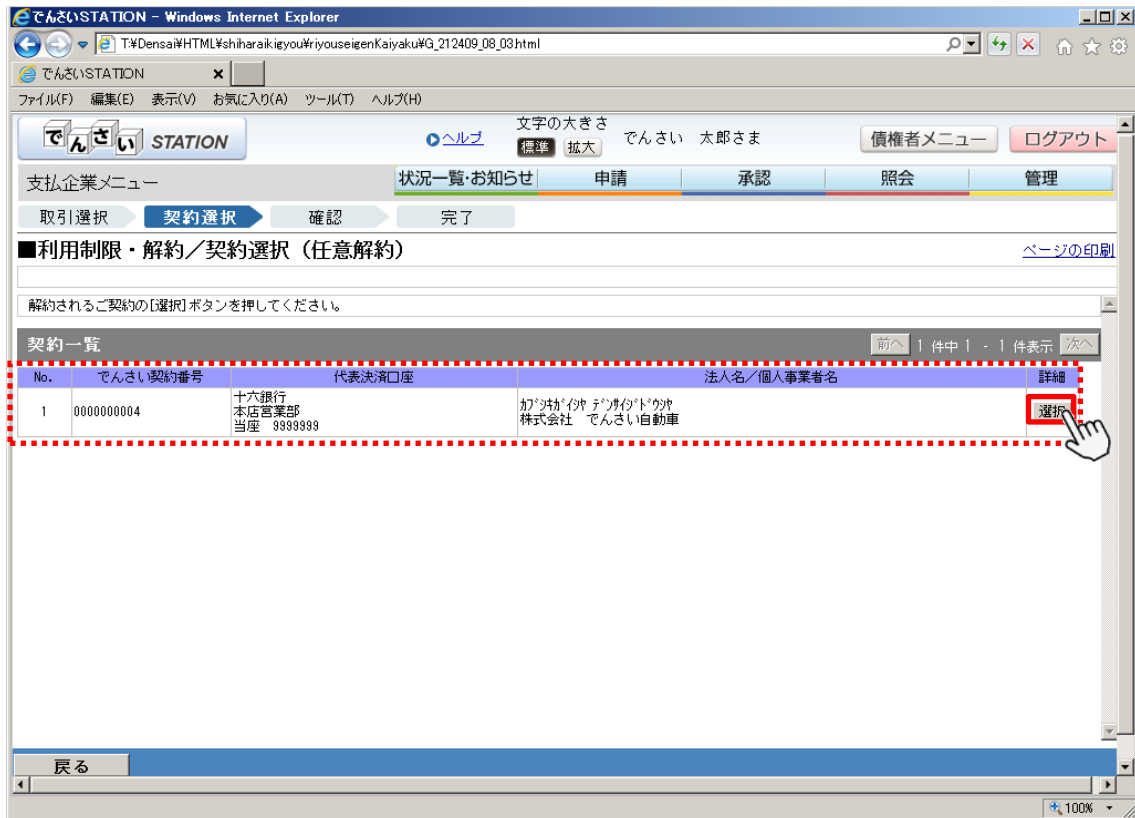 でんさいSTATION - Windows Internet Explorer
T:¥Densai¥HTML¥shiharaikigyou¥riyouseigenKaiyaku¥G_212409_08_03.html
でんさいSTATION
ファイル(F) 編集(E) 表示(V) お気に入り(A) ツール(T) ヘルプ(H)
でんさい STATION
ヘルプ
文字の大きさ
標準 拡大
でんさい 太郎さま
債権者メニュー
ログアウト
支払企業メニュー
状況一覧・お知らせ 申請 承認 照会 管理
取引選択 契約選択 確認 完了
■利用制限・解約／契約選択（任意解約）
ページの印刷
解約されるご契約の[選択]ボタンを押してください。
契約一覧
前へ 1 件中 1 - 1 件表示 次へ
No. でんさい契約番号 代表決済口座 法人名／個人事業者名 詳細
1 0000000004
十六銀行
本店営業部
当座 9999999
ｶﾌﾞｼｷｶﾞｲｼﾔ ﾃﾞﾝｻｲｼﾞﾄﾞｳｼﾔ
株式会社 でんさい自動車
選択
戻る
100%